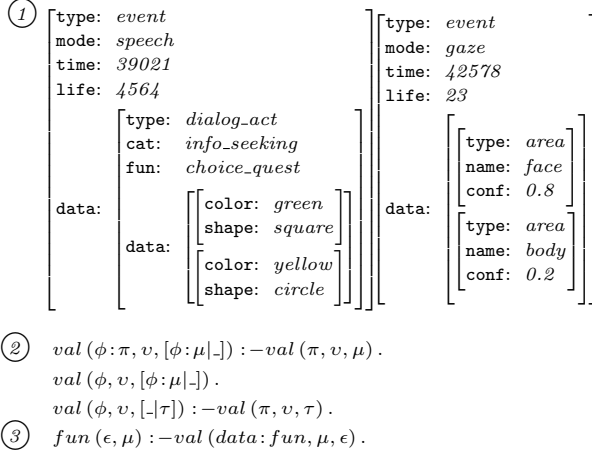 1
type: event
mode: speech
time: 39021
life: 4564
data:
type: dialog_act
cat: info_seeking
fun: choice_quest
data:
color: green
shape: square
color: yellow
shape: circle
type: event
mode: gaze
time: 42578
life: 23
data:
type: area
name: face
conf: 0.8
type: area
name: body
conf: 0.2
2 val (ϕ:π, υ, [ϕ:μ|_]) :−val (π, υ, μ) .
val (ϕ, υ, [ϕ:μ|_]) .
val (ϕ, υ, [_|τ]) :−val (π, υ, τ) .
3 fun (ϵ, μ) :−val (data:fun, μ, ϵ) .